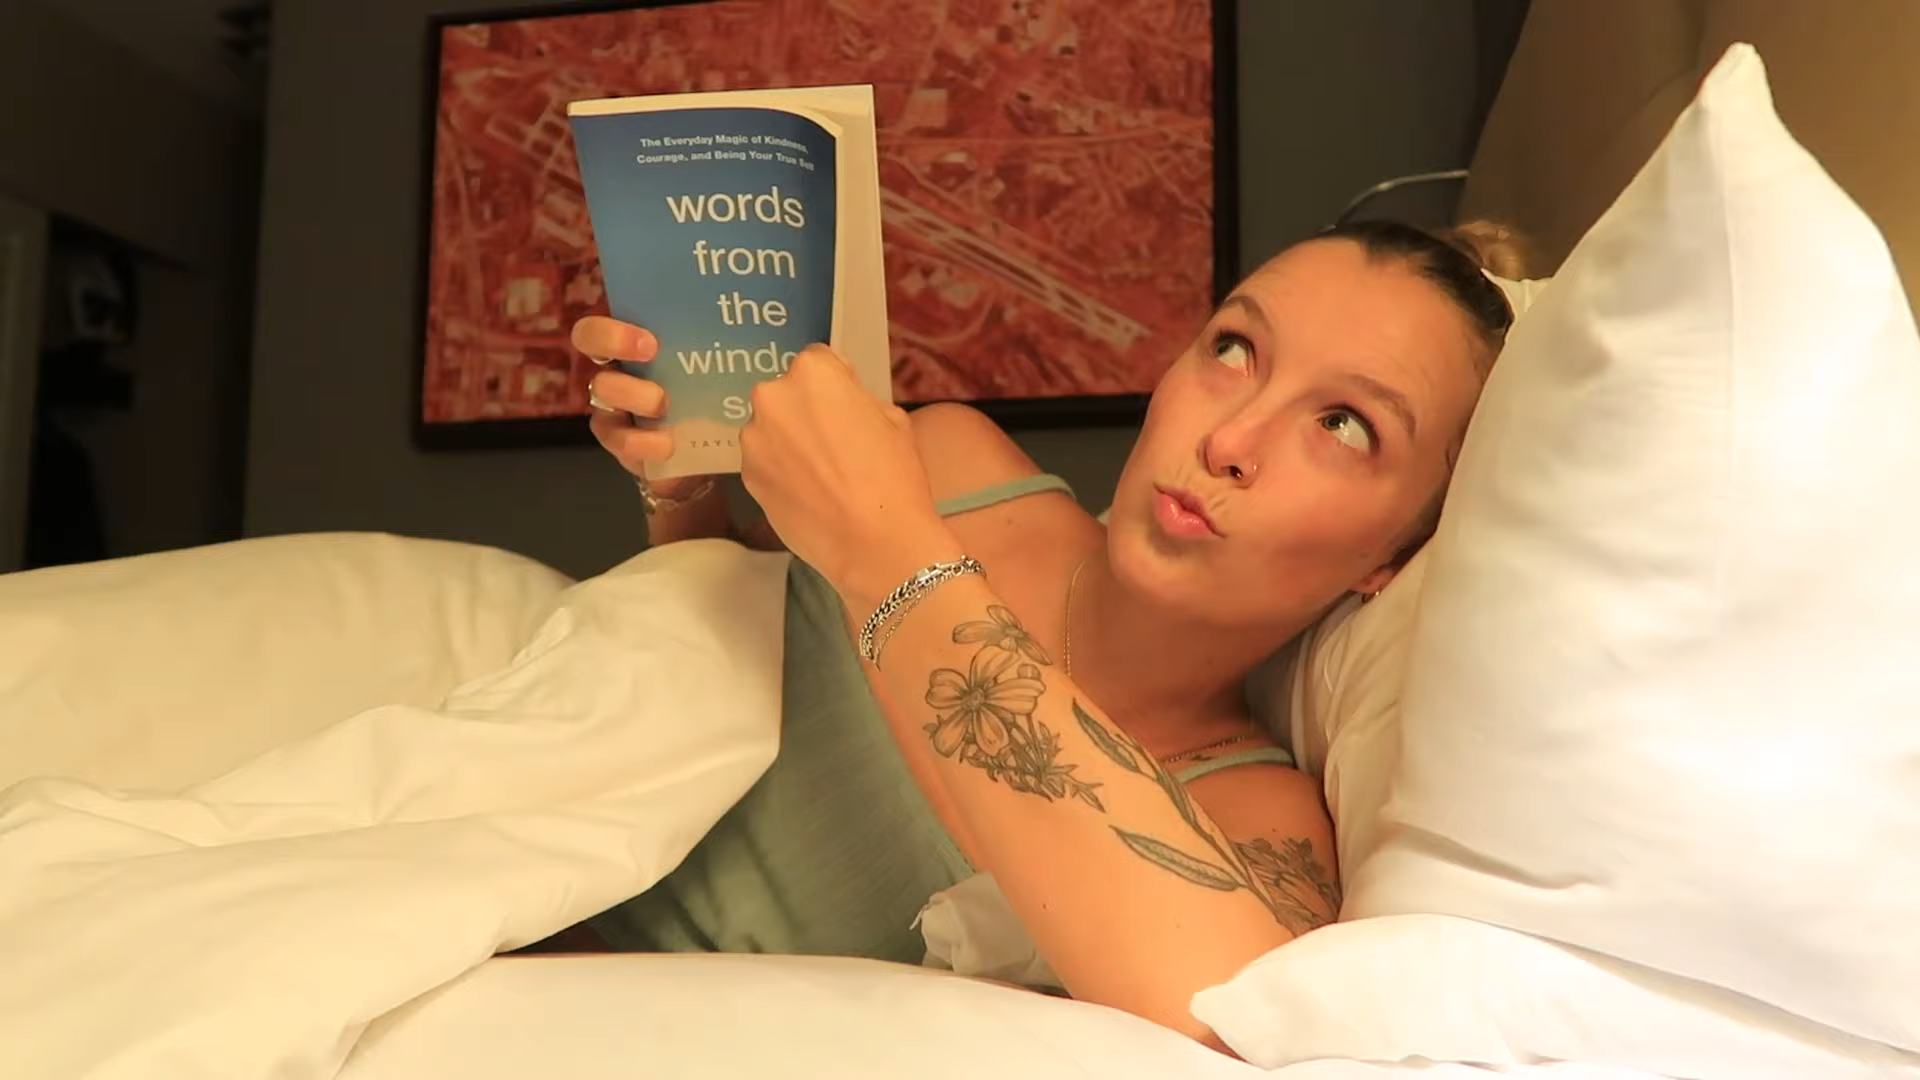 The Everyday Magic of Kindness,
Courage, and Being Your True Self
words
from
the